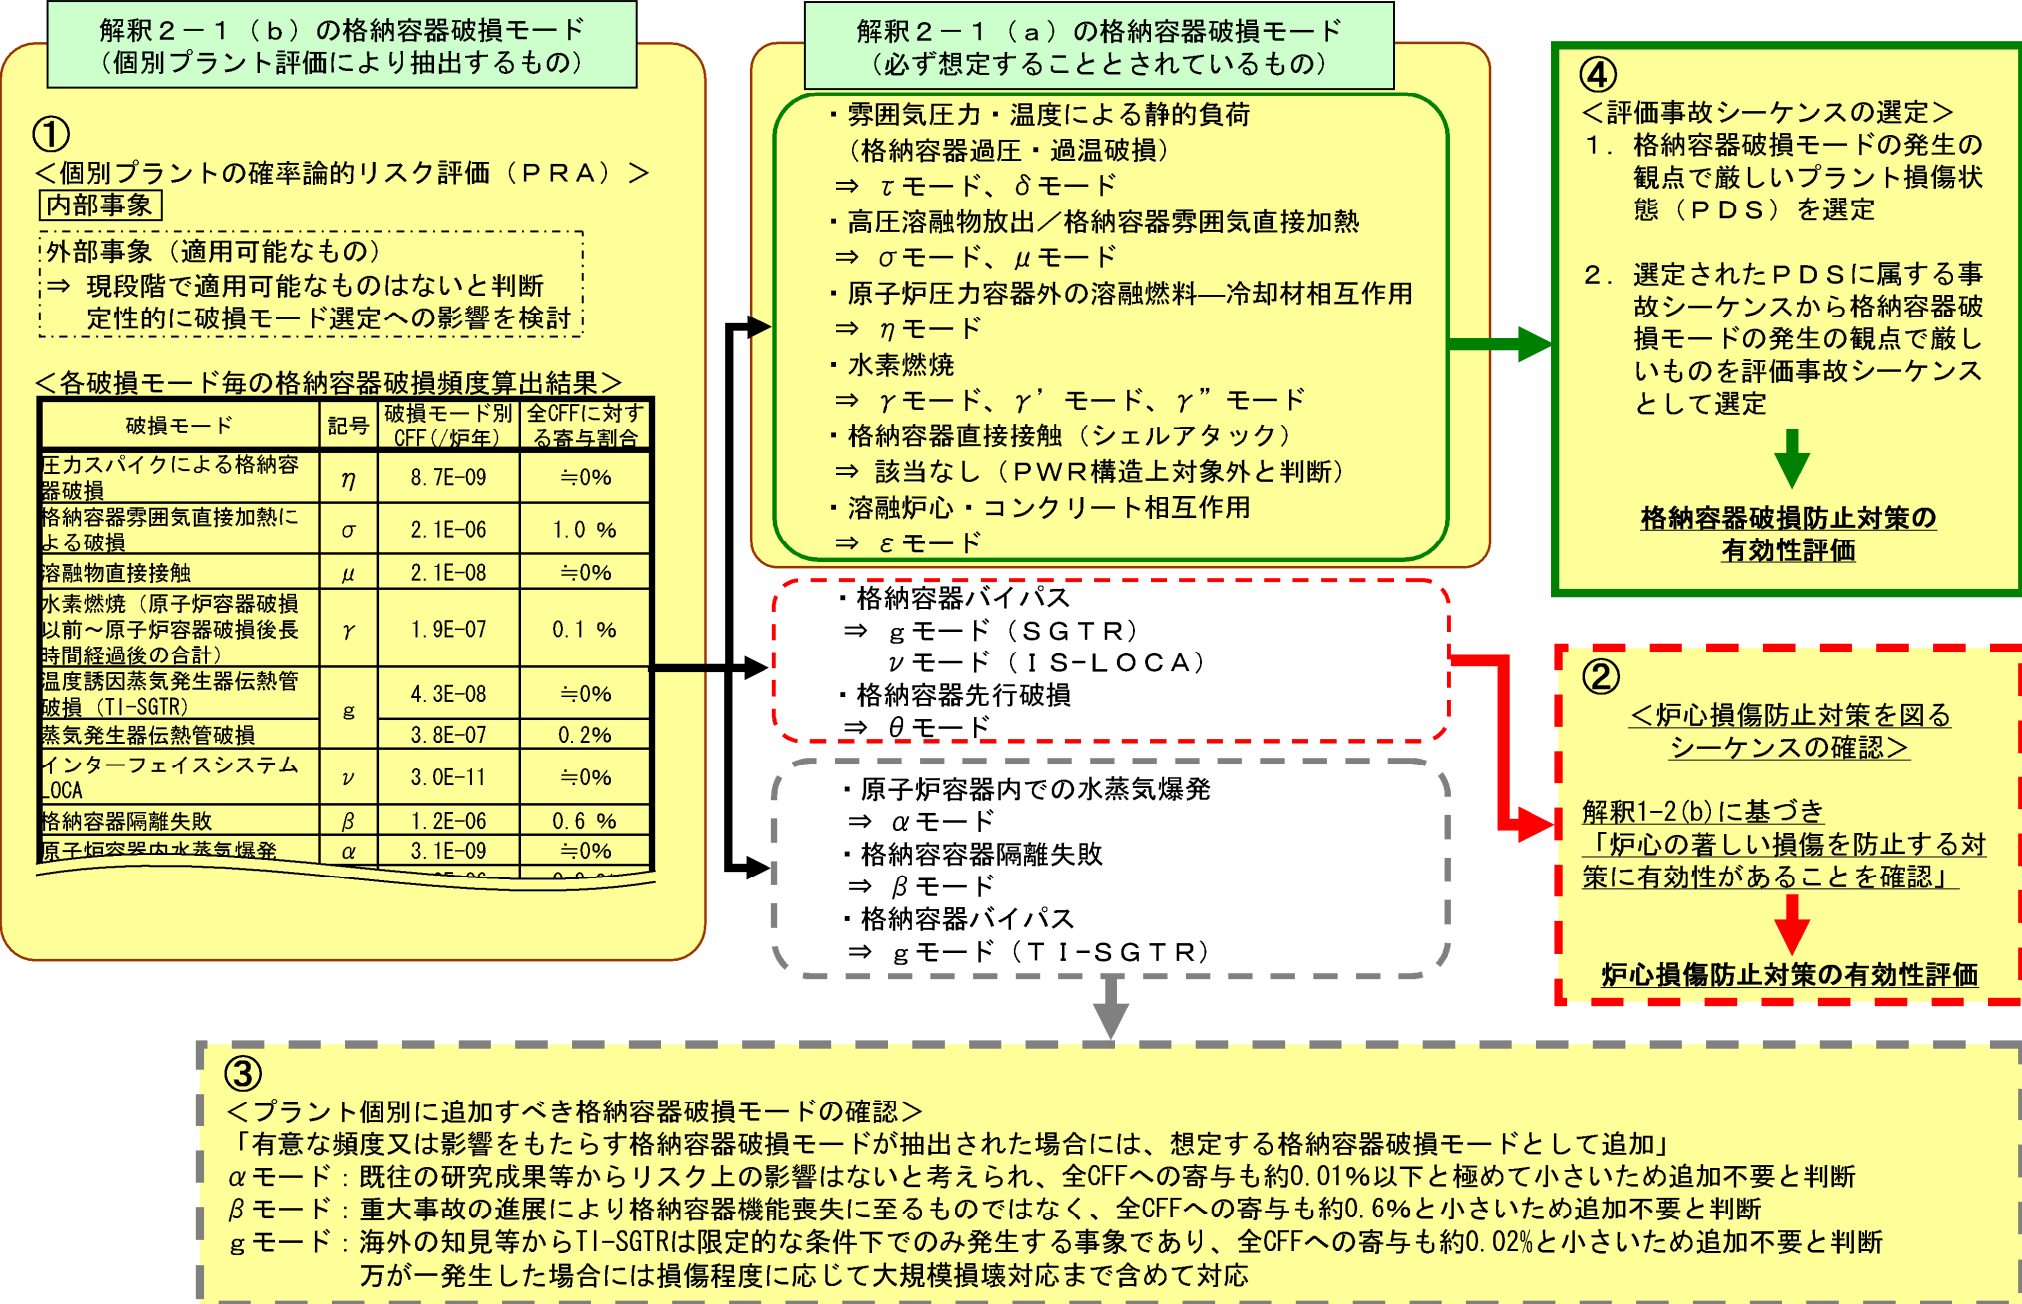 解釈２－１（ｂ）の格納容器破損モード
（個別プラント評価により抽出するもの）
①
＜個別プラントの確率論的リスク評価（ＰＲＡ）＞
内部事象
外部事象（適用可能なもの）
⇒ 現段階で適用可能なものはないと判断
定性的に破損モード選定への影響を検討
＜各破損モード毎の格納容器破損頻度算出結果＞
破損モード 記号 破損モード別 全CFFに対す
CFF(/炉年) る寄与割合
圧力スパイクによる格納容
器破損 η 8.7E-09 ≒0%
格納容器雰囲気直接加熱に
よる破損 σ 2.1E-06 1.0 %
溶融物直接接触 μ 2.1E-08 ≒0%
水素燃焼（原子炉容器破損
以前～原子炉容器破損後長 γ 1.9E-07 0.1 %
時間経過後の合計）
温度誘因蒸気発生器伝熱管
破損（TI-SGTR） g 4.3E-08 ≒0%
蒸気発生器伝熱管破損 3.8E-07 0.2%
インターフェイスシステム
LOCA ν 3.0E-11 ≒0%
格納容器隔離失敗 β 1.2E-06 0.6 %
原子炉容器内水蒸気爆発 α 3.1E-09 ≒0%
解釈２－１（ａ）の格納容器破損モード
（必ず想定することとされているもの）
・雰囲気圧力・温度による静的負荷
（格納容器過圧・過温破損）
⇒ τモード、δモード
・高圧溶融物放出／格納容器雰囲気直接加熱
⇒ σモード、μモード
・原子炉圧力容器外の溶融燃料―冷却材相互作用
⇒ ηモード
・水素燃焼
⇒ γモード、γ’モード、γ”モード
・格納容器直接接触（シェルアタック）
⇒ 該当なし（ＰＷＲ構造上対象外と判断）
・溶融炉心・コンクリート相互作用
⇒ εモード
・格納容器バイパス
⇒ ｇモード（ＳＧＴＲ）
νモード（ＩＳ－ＬＯＣＡ）
・格納容器先行破損
⇒ θモード
・原子炉容器内での水蒸気爆発
⇒ αモード
・格納容容器隔離失敗
⇒ βモード
・格納容器バイパス
⇒ ｇモード（ＴＩ－ＳＧＴＲ）
④
＜評価事故シーケンスの選定＞
１．格納容器破損モードの発生の
観点で厳しいプラント損傷状
態（ＰＤＳ）を選定
２．選定されたＰＤＳに属する事
故シーケンスから格納容器破
損モードの発生の観点で厳し
いものを評価事故シーケンス
として選定
格納容器破損防止対策の
有効性評価
②
＜炉心損傷防止対策を図る
シーケンスの確認＞
解釈1-2(b)に基づき
「炉心の著しい損傷を防止する対
策に有効性があることを確認」
炉心損傷防止対策の有効性評価
③
＜プラント個別に追加すべき格納容器破損モードの確認＞
「有意な頻度又は影響をもたらす格納容器破損モードが抽出された場合には、想定する格納容器破損モードとして追加」
αモード：既往の研究成果等からリスク上の影響はないと考えられ、全CFFへの寄与も約0.01%以下と極めて小さいため追加不要と判断
βモード：重大事故の進展により格納容器機能喪失に至るものではなく、全CFFへの寄与も約0.6%と小さいため追加不要と判断
ｇモード：海外の知見等からTI-SGTRは限定的な条件下でのみ発生する事象であり、全CFFへの寄与も約0.02%と小さいため追加不要と判断
万が一発生した場合には損傷程度に応じて大規模損壊対応まで含めて対応